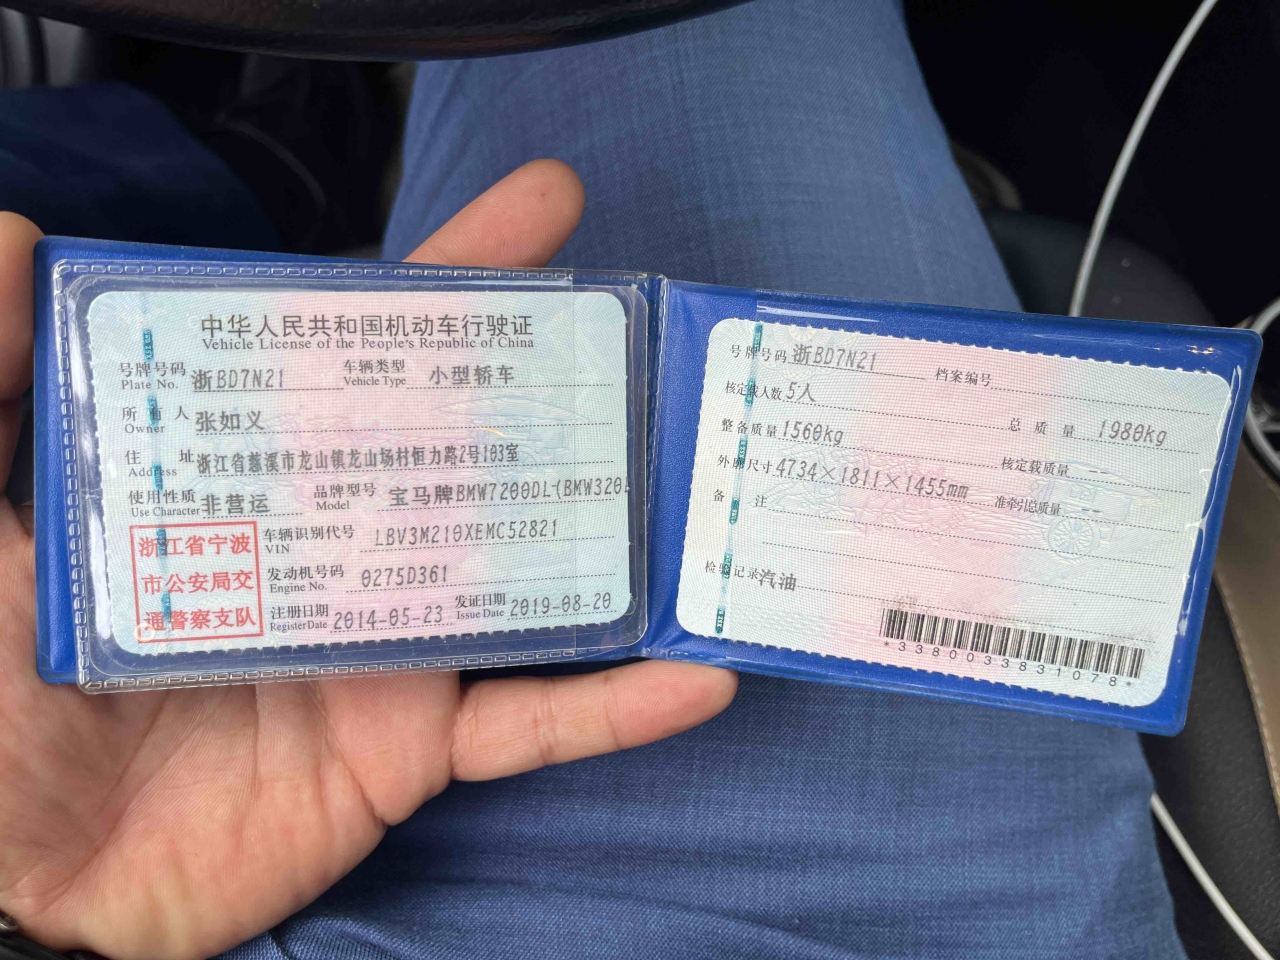 中华人民共和国机动车行驶证
Vehicle License of the People's Republic of China
号牌号码 浙BD7N21 车辆类型 小型轿车
Plate No. Vehicle Type
所有人 张如义
Owner
住址 浙江省慈溪市龙山镇龙山场村恒力路2号103室
Address
使用性质 非营运 品牌型号 宝马牌BMW7200DL(BMW320L
Use Character Model
浙江省宁波
市公安局交
通警察支队
车辆识别代号 LBV3M210XEMC52821
VIN
发动机号码 0275D361
Engine No.
注册日期 2014-05-23 发证日期 2019-08-20
Register Date Issue Date
号牌号码 浙BD7N21 档案编号
核定载人数 5人 总质量 1980kg
整备质量 1560kg 核定载质量 --
外廓尺寸 4734×1811×1455mm 准牵引总质量 --
备注
检验记录 汽油
*3380033831078*